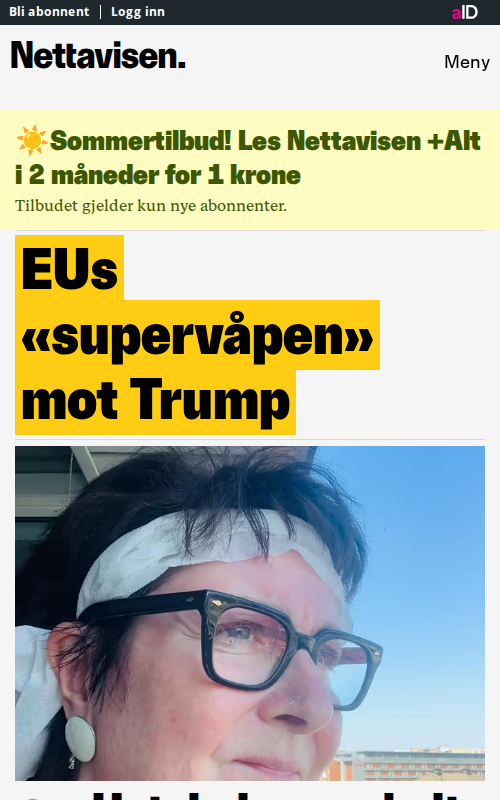 Bli abonnent Logg inn aID
Nettavisen.
Meny
Sommertilbud! Les Nettavisen +Alt
i 2 måneder for 1 krone
Tilbudet gjelder kun nye abonnenter.
EUs
«supervåpen»
mot Trump